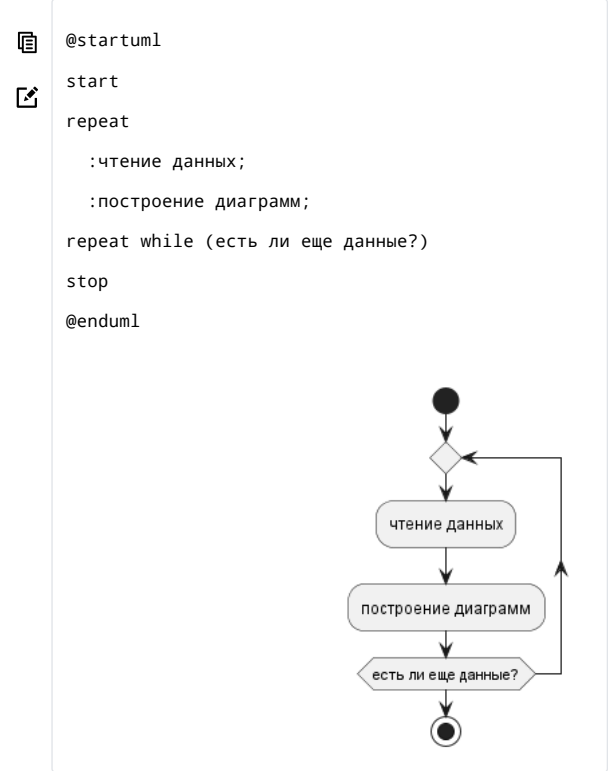 @startuml
start
repeat
:чтение данных;
:построение диаграмм;
repeat while (есть ли еще данные?)
stop
@enduml
чтение данных
построение диаграмм
есть ли еще данные?